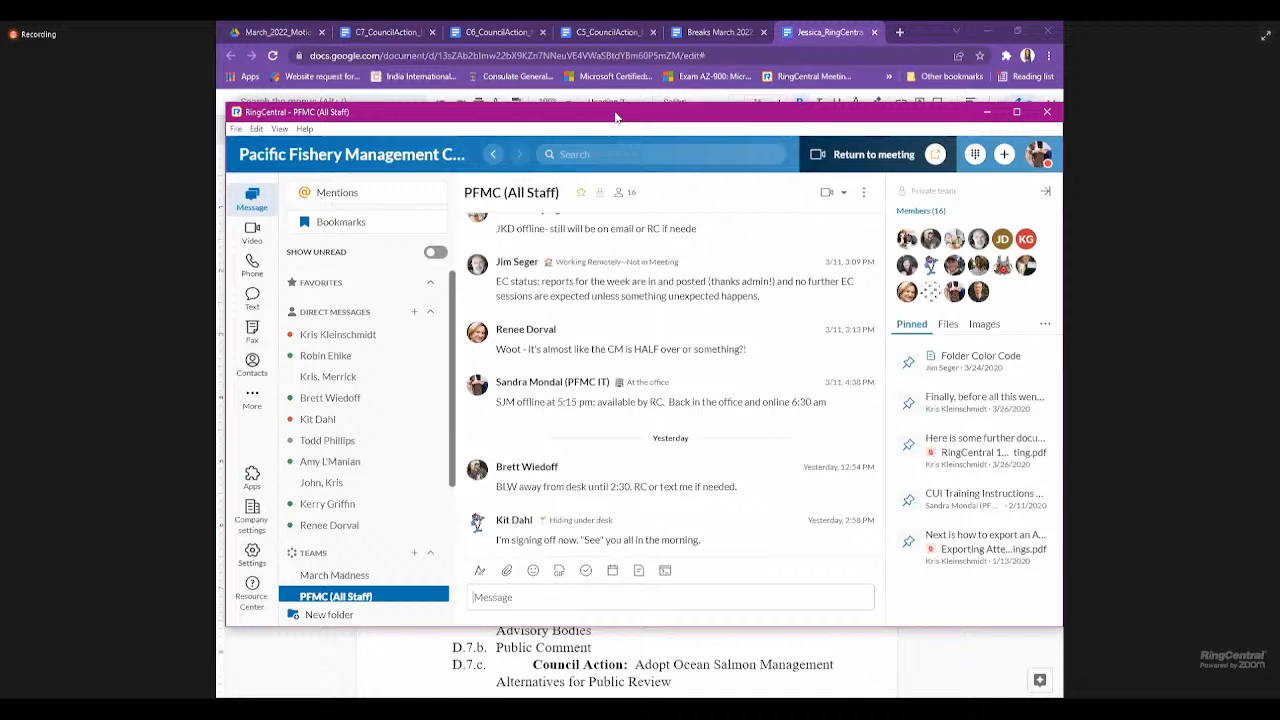 Recording
March_2022_Moti
C7_CouncilAction_
C6_CouncilAction_
C5_CouncilAction_
Breaks March 2022
Jessica_RingCentra
docs.google.com/document/d/13sZAb2bImw22bX9KZn7NNeuVE4VWaSBtdYBm60P5mZM/edit#
Apps
Website request for...
India International...
Consulate General...
Microsoft Certified...
Exam AZ-900: Micr...
RingCentral Meetin...
»
Other bookmarks
Reading list
RingCentral - PFMC (All Staff)
File Edit View Help
Pacific Fishery Management C...
Search
Return to meeting
Message
Video
Phone
Text
Fax
Contacts
More
Apps
Company
settings
Settings
Resource
Center
Mentions
Bookmarks
SHOW UNREAD
FAVORITES
DIRECT MESSAGES
Kris Kleinschmidt
Robin Ehlke
Kris, Merrick
Brett Wiedoff
Kit Dahl
Todd Phillips
Amy L'Manian
John, Kris
Kerry Griffin
Renee Dorval
TEAMS
March Madness
PFMC (All Staff)
New folder
PFMC (All Staff)
16
JKD offline- still will be on email or RC if neede
Jim Seger Working Remotely--Not in Meeting 3/11, 3:09 PM
EC status: reports for the week are in and posted (thanks admin!) and no further EC
sessions are expected unless something unexpected happens.
Renee Dorval 3/11, 3:13 PM
Woot - it's almost like the CM is HALF over or something?!
Sandra Mondal (PFMC IT) At the office 3/11, 4:38 PM
SJM offline at 5:15 pm; available by RC. Back in the office and online 6:30 am
Yesterday
Brett Wiedoff Yesterday, 12:54 PM
BLW away from desk until 2:30. RC or text me if needed.
Kit Dahl Hiding under desk Yesterday, 2:58 PM
I'm signing off now. "See" you all in the morning.
Message
Private team
Members (16)
JD
KG
Pinned Files Images
Folder Color Code
Jim Seger · 3/24/2020
Finally, before all this wen...
Kris Kleinschmidt · 3/26/2020
Here is some further docu...
RingCentral 1... ting.pdf
Kris Kleinschmidt · 3/26/2020
CUI Training Instructions ...
Sandra Mondal (PF... · 2/11/2020
Next is how to export an A...
Exporting Atte...ings.pdf
Kris Kleinschmidt · 1/13/2020
Advisory Bodies
D.7.b. Public Comment
D.7.c. Council Action: Adopt Ocean Salmon Management
Alternatives for Public Review
RingCentral
Powered by zoom